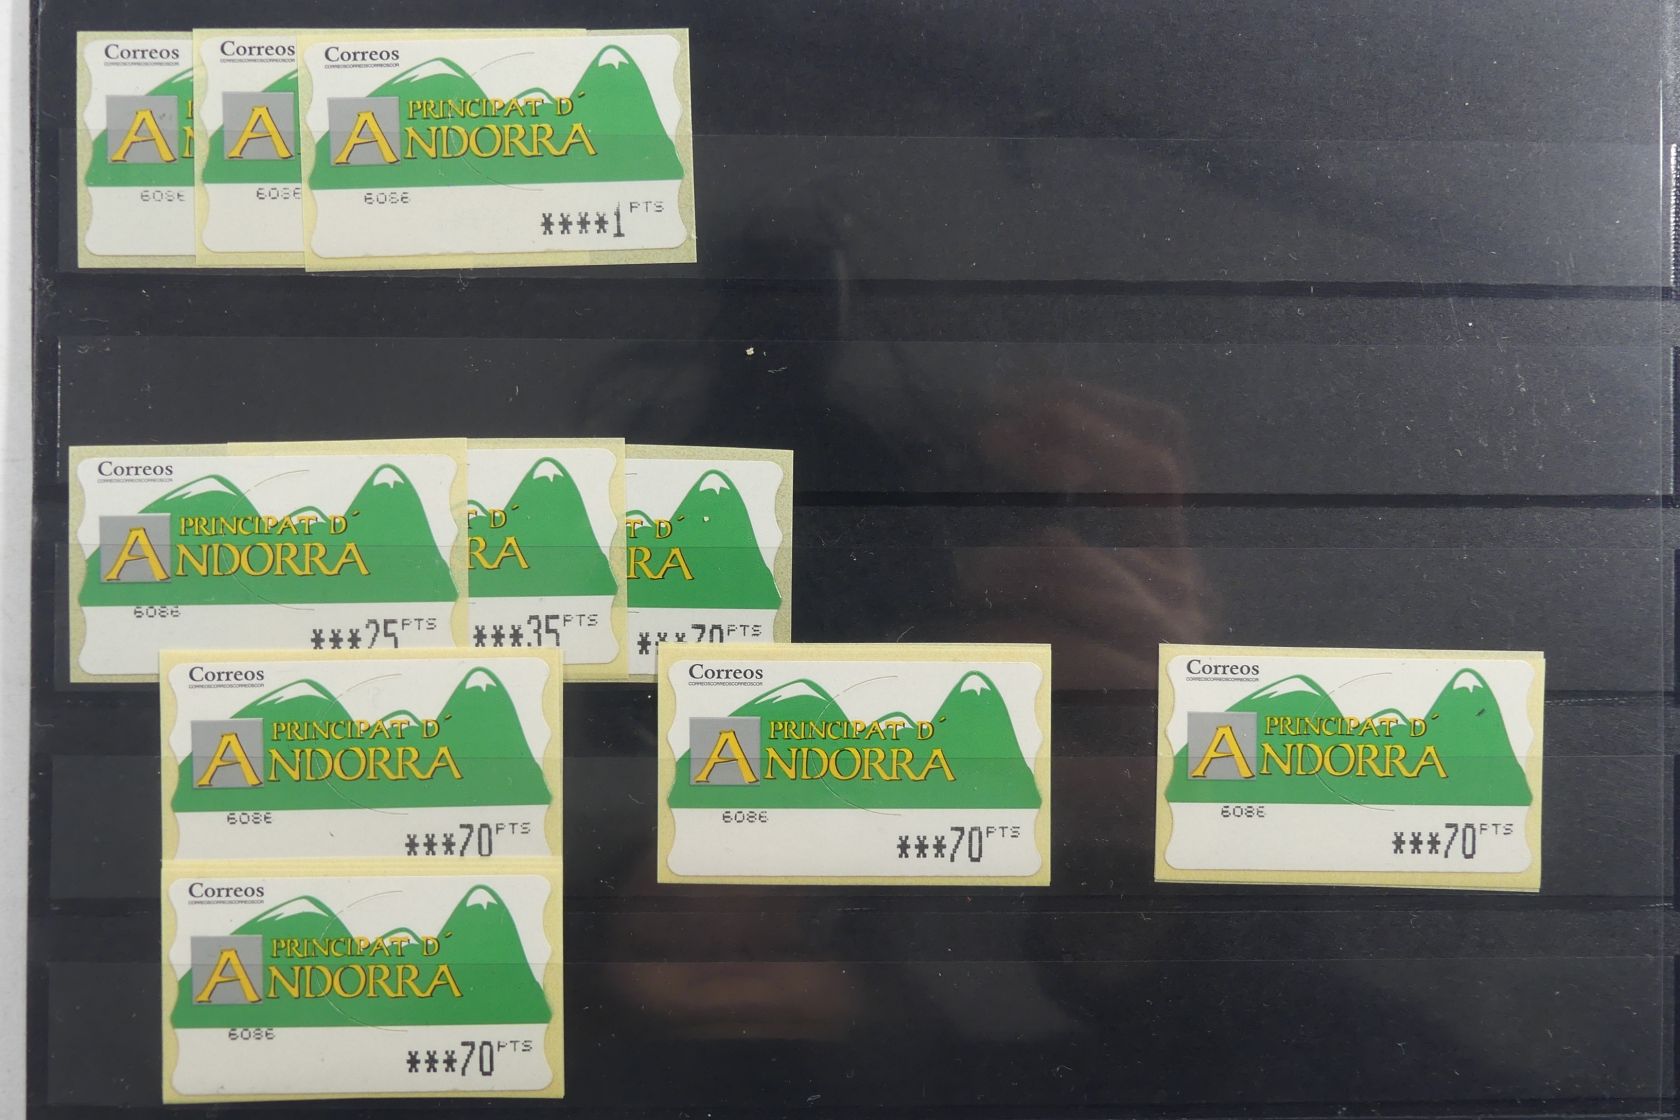 Correos
A
6086
Correos
A
6086
Correos
PRINCIPAT D'
ANDORRA
6086
****1 PTS
Correos
PRINCIPAT D'
ANDORRA
6086
***25 PTS
D'
RA
***35 PTS
T D'
RRA
***70 PTS
Correos
PRINCIPAT D'
ANDORRA
6086
***70 PTS
Correos
PRINCIPAT D'
ANDORRA
6086
***70 PTS
Correos
PRINCIPAT D'
ANDORRA
6086
***70 PTS
Correos
PRINCIPAT D'
ANDORRA
6086
***70 PTS